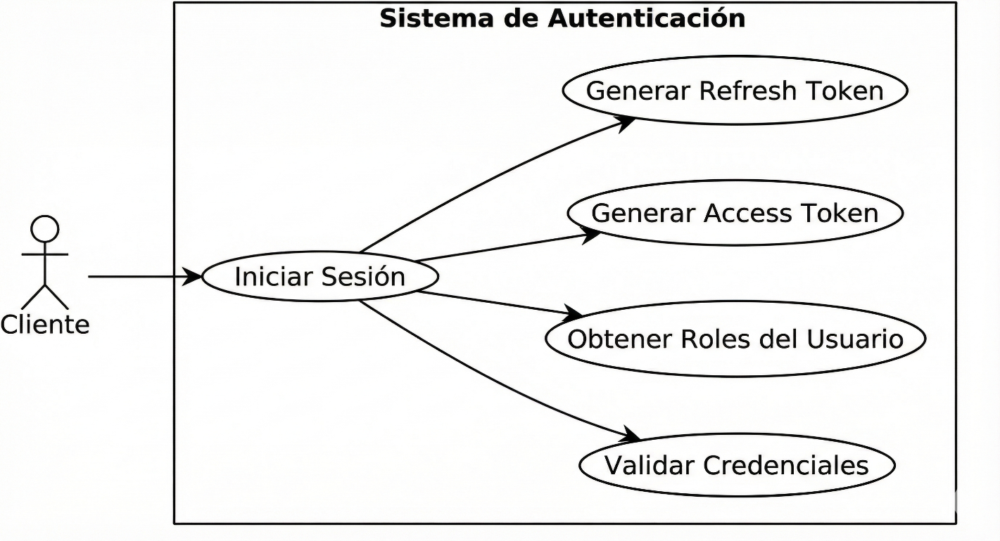 Sistema de Autenticación
Generar Refresh Token
Generar Access Token
Iniciar Sesión
Cliente
Obtener Roles del Usuario
Validar Credenciales